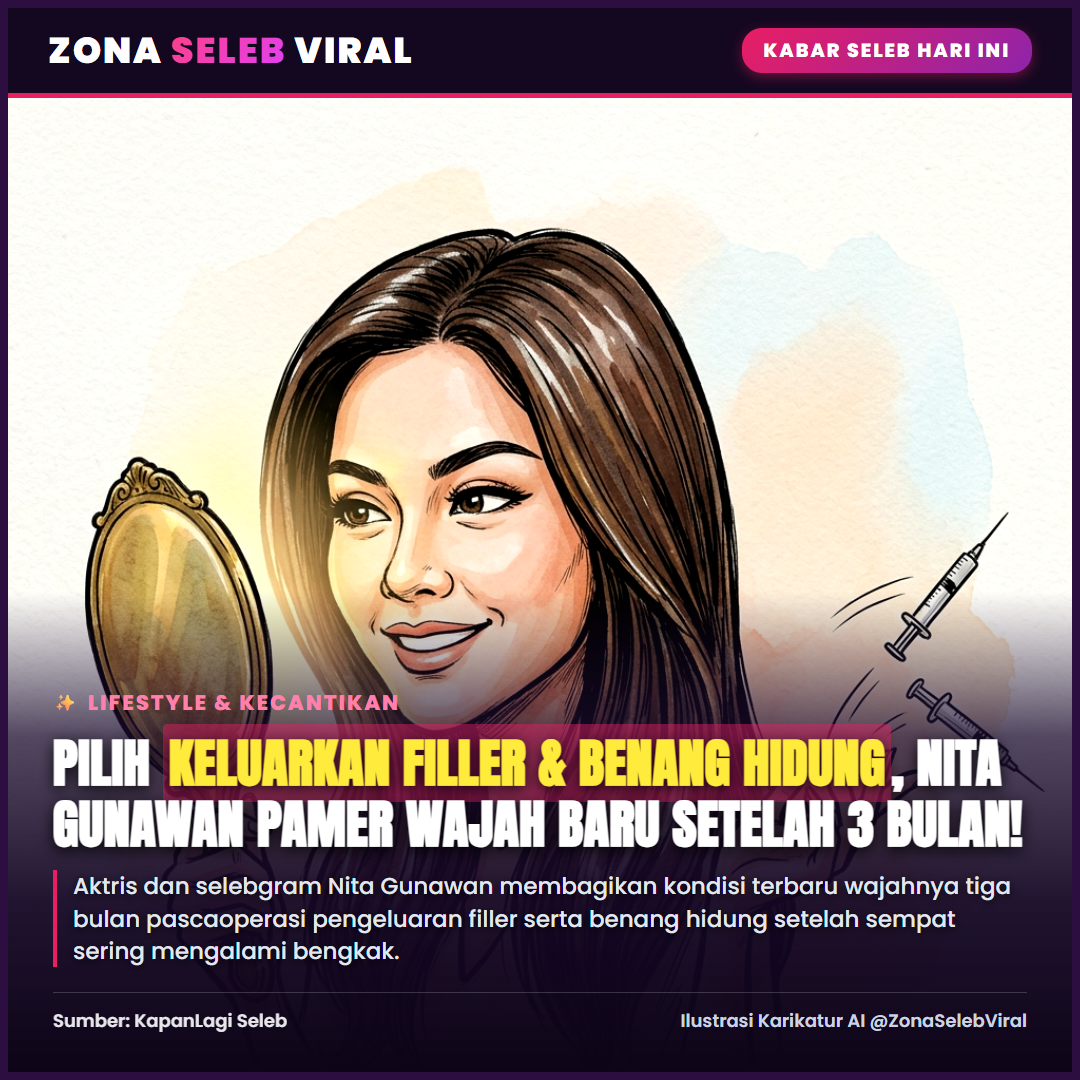 ZONA SELEB VIRAL
KABAR SELEB HARI INI
✨ LIFESTYLE & KECANTIKAN
PILIH KELUARKAN FILLER & BENANG HIDUNG, NITA
GUNAWAN PAMER WAJAH BARU SETELAH 3 BULAN!
Aktris dan selebgram Nita Gunawan membagikan kondisi terbaru wajahnya tiga
bulan pascaoperasi pengeluaran filler serta benang hidung setelah sempat
sering mengalami bengkak.
Sumber: KapanLagi Seleb
Ilustrasi Karikatur AI @ZonaSelebViral